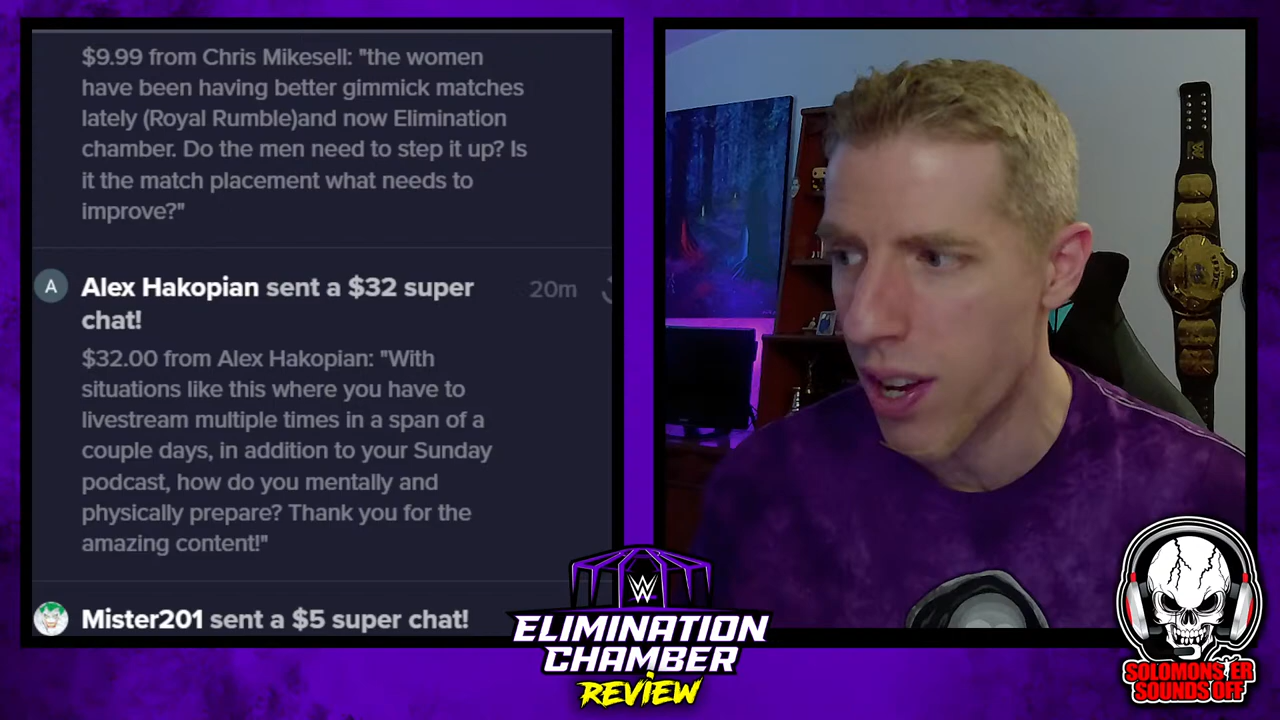 $9.99 from Chris Mikesell: "the women
have been having better gimmick matches
lately (Royal Rumble)and now Elimination
chamber. Do the men need to step it up? Is
it the match placement what needs to
improve?"
A
Alex Hakopian sent a $32 super
chat!
20m
$32.00 from Alex Hakopian: "With
situations like this where you have to
livestream multiple times in a span of a
couple days, in addition to your Sunday
podcast, how do you mentally and
physically prepare? Thank you for the
amazing content!"
Mister201 sent a $5 super chat!
W
ELIMINATION
CHAMBER
REVIEW
SOLOMONSTER
SOUNDS OFF